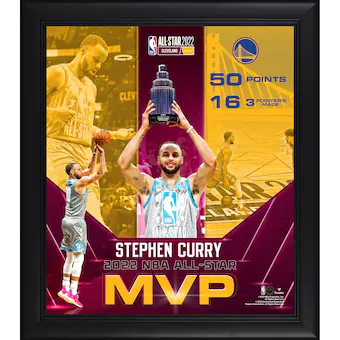 ALL-STAR 2022
CLEVELAND
50 POINTS
16 3 POINTERS MADE
STEPHEN CURRY
2022 NBA ALL-STAR
MVP